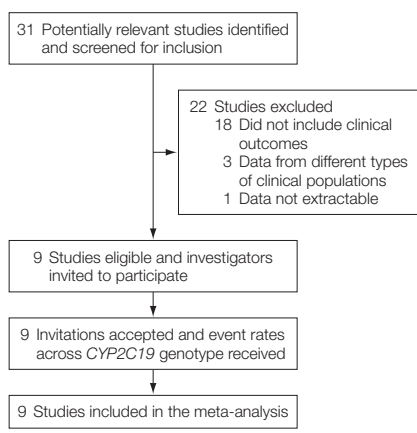 31 Potentially relevant studies identified
and screened for inclusion
22 Studies excluded
18 Did not include clinical
outcomes
3 Data from different types
of clinical populations
1 Data not extractable
9 Studies eligible and investigators
invited to participate
9 Invitations accepted and event rates
across CYP2C19 genotype received
9 Studies included in the meta-analysis